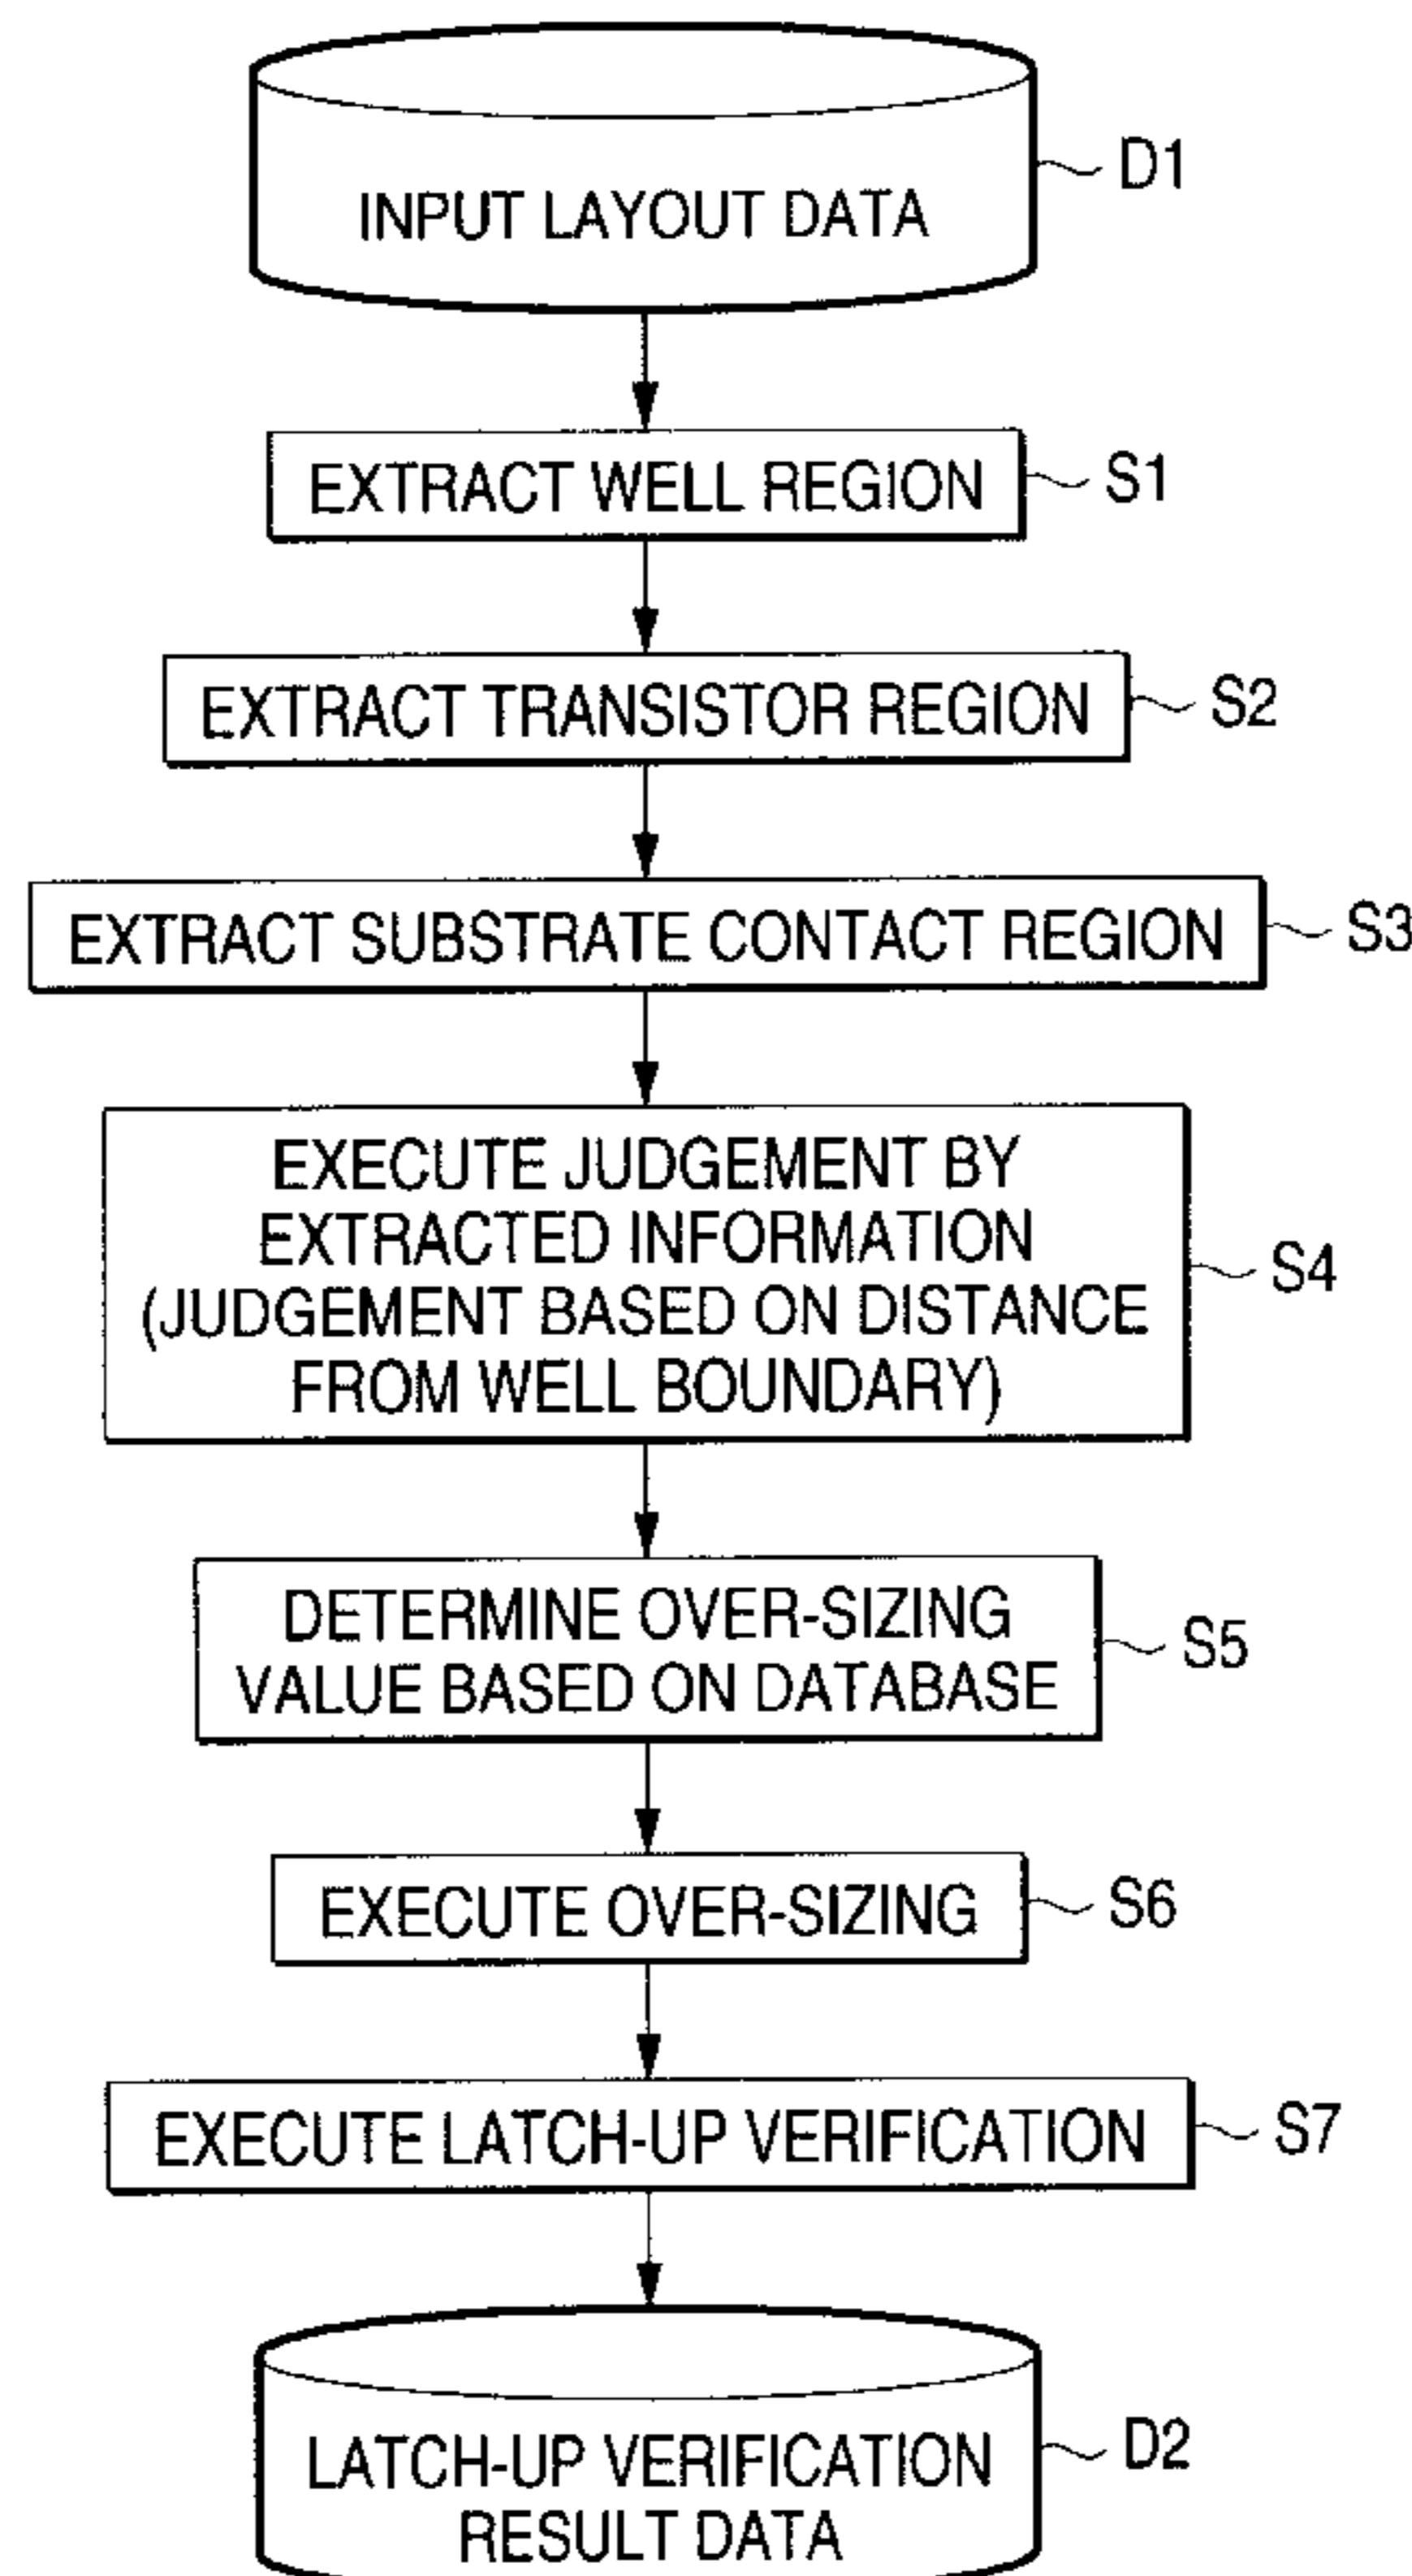 INPUT LAYOUT DATA
D1
EXTRACT WELL REGION
S1
EXTRACT TRANSISTOR REGION
S2
EXTRACT SUBSTRATE CONTACT REGION
S3
EXECUTE JUDGEMENT BY
EXTRACTED INFORMATION
(JUDGEMENT BASED ON DISTANCE
FROM WELL BOUNDARY)
S4
DETERMINE OVER-SIZING
VALUE BASED ON DATABASE
S5
EXECUTE OVER-SIZING
S6
EXECUTE LATCH-UP VERIFICATION
S7
LATCH-UP VERIFICATION
RESULT DATA
D2